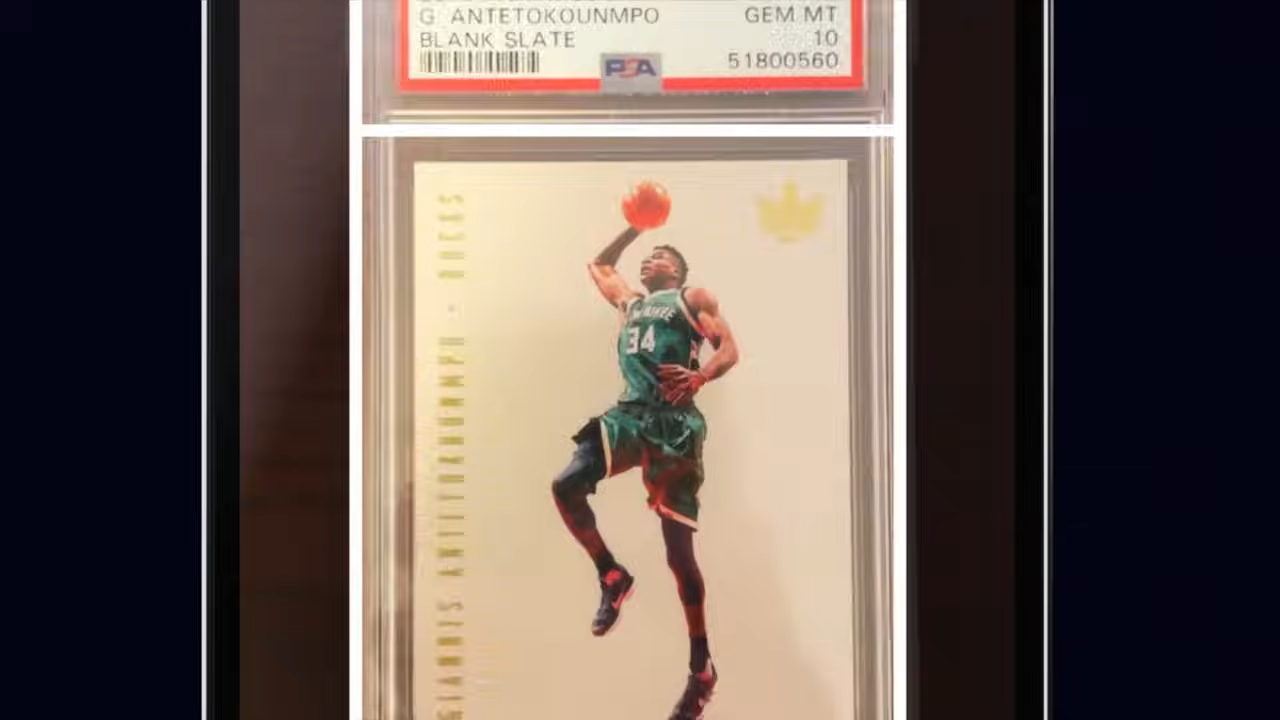 G ANTETOKOUNMPO GEM MT
BLANK SLATE 10
PSA 51800560
GIANNIS ANTETOKOUNMPO • BUCKS
34